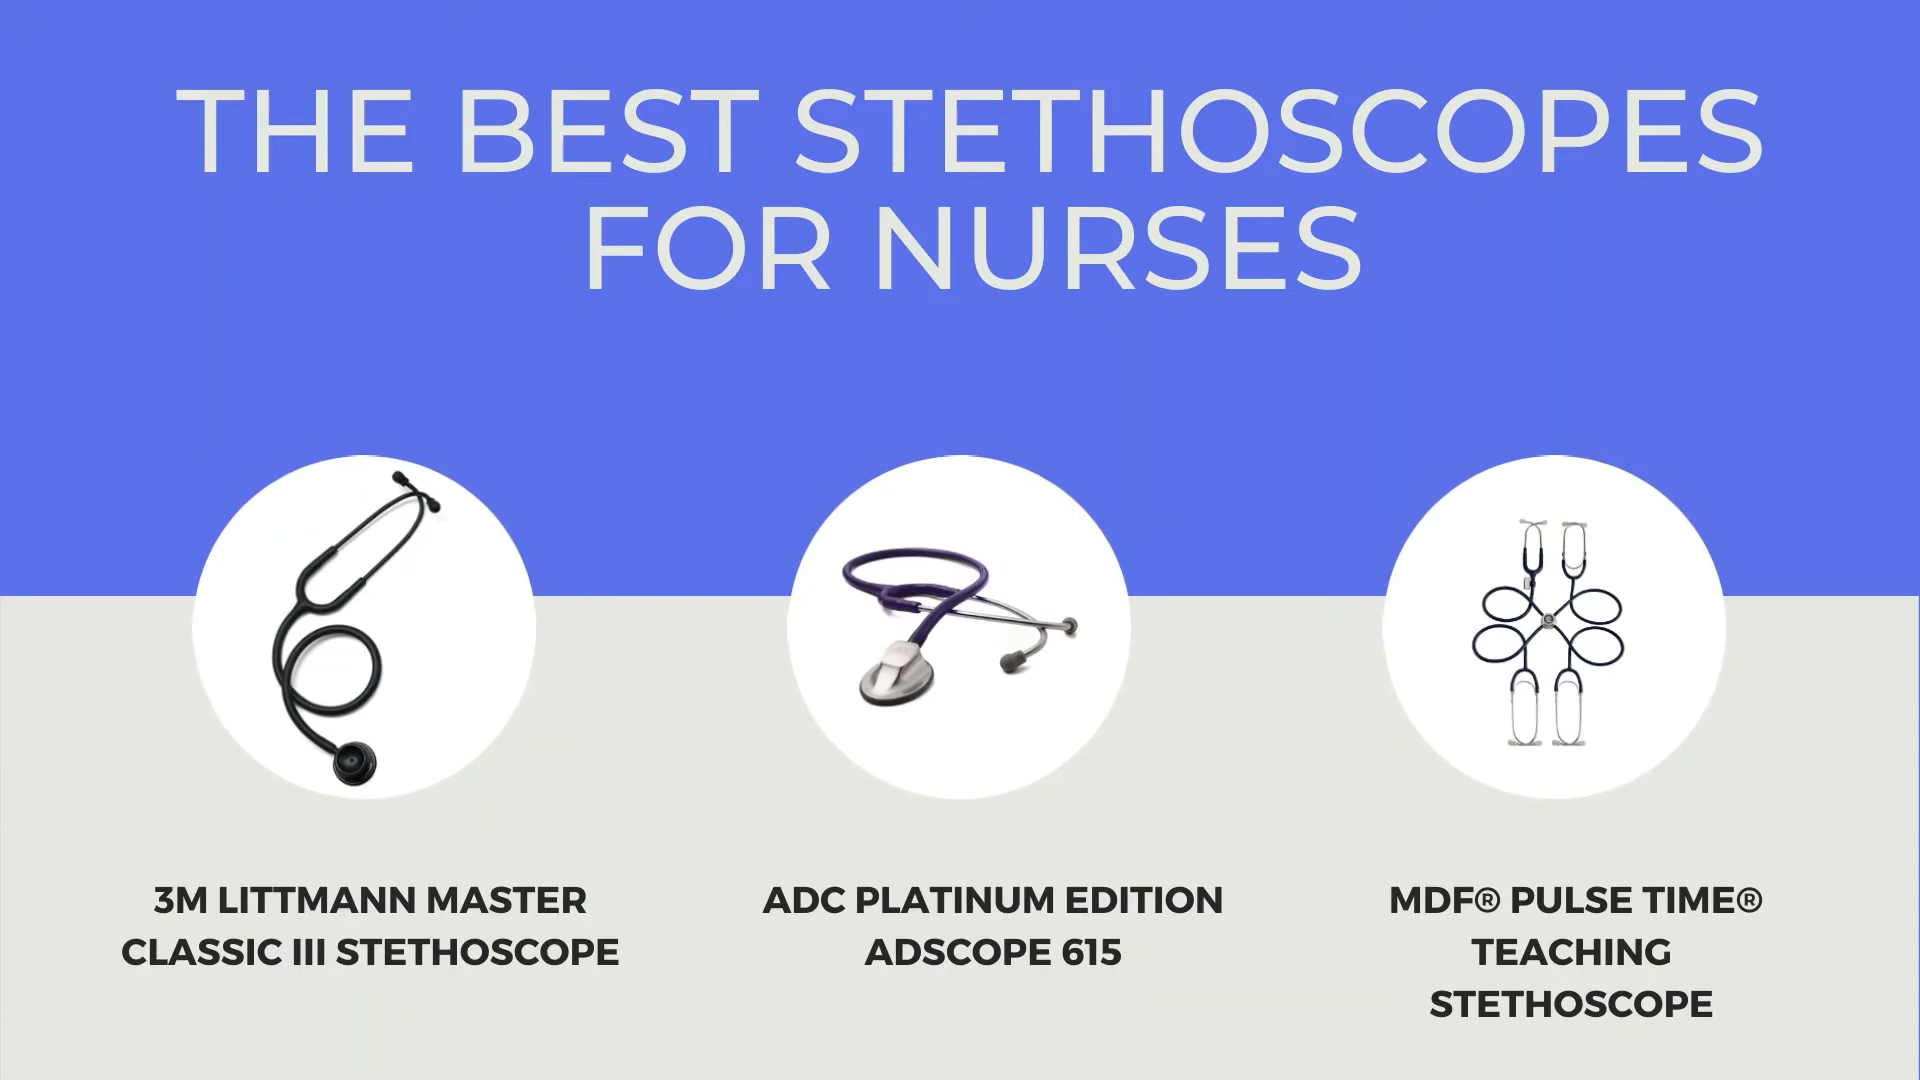 THE BEST STETHOSCOPES
FOR NURSES
3M LITTMANN MASTER
CLASSIC III STETHOSCOPE
ADC PLATINUM EDITION
ADSCOPE 615
MDF® PULSE TIME®
TEACHING
STETHOSCOPE